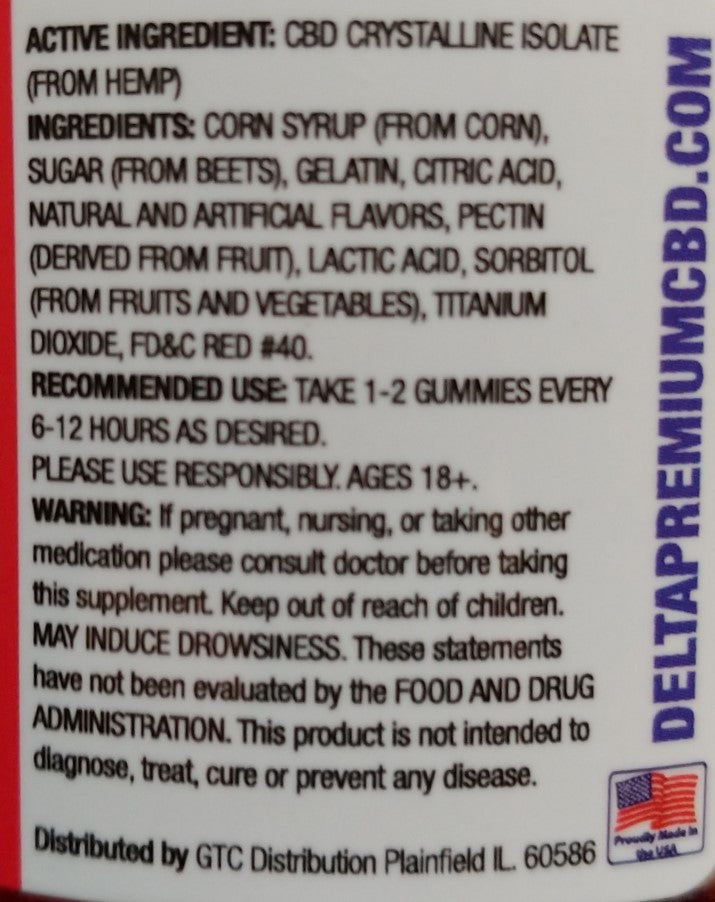 ACTIVE INGREDIENT: CBD CRYSTALLINE ISOLATE
(FROM HEMP)
INGREDIENTS: CORN SYRUP (FROM CORN),
SUGAR (FROM BEETS), GELATIN, CITRIC ACID,
NATURAL AND ARTIFICIAL FLAVORS, PECTIN
(DERIVED FROM FRUIT), LACTIC ACID, SORBITOL
(FROM FRUITS AND VEGETABLES), TITANIUM
DIOXIDE, FD&C RED #40.
RECOMMENDED USE: TAKE 1-2 GUMMIES EVERY
6-12 HOURS AS DESIRED.
PLEASE USE RESPONSIBLY. AGES 18+.
WARNING: If pregnant, nursing, or taking other
medication please consult doctor before taking
this supplement. Keep out of reach of children.
MAY INDUCE DROWSINESS. These statements
have not been evaluated by the FOOD AND DRUG
ADMINISTRATION. This product is not intended to
diagnose, treat, cure or prevent any disease.
Distributed by GTC Distribution Plainfield IL. 60586
DELTAPREMIUMCBD.COM
Proudly Made in
the USA